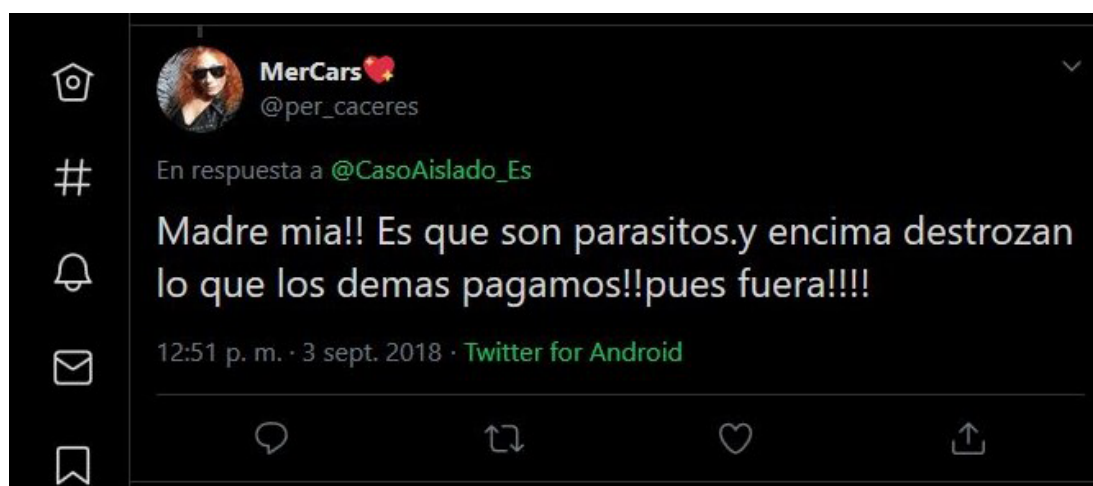 MerCars💖
@per_caceres
En respuesta a @CasoAislado_Es
Madre mia!! Es que son parasitos.y encima destrozan
lo que los demas pagamos!!pues fuera!!!!
12:51 p. m. · 3 sept. 2018 · Twitter for Android